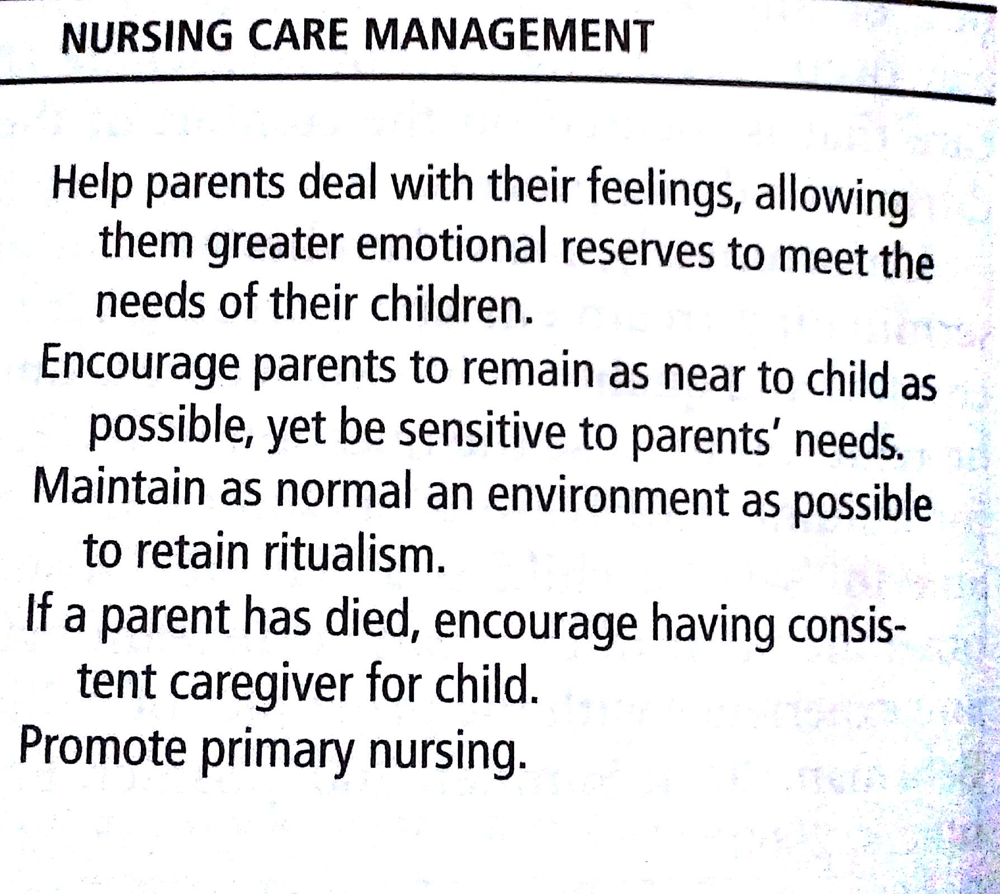 NURSING CARE MANAGEMENT
Help parents deal with their feelings, allowing
them greater emotional reserves to meet the
needs of their children.
Encourage parents to remain as near to child as
possible, yet be sensitive to parents’ needs.
Maintain as normal an environment as possible
to retain ritualism.
If a parent has died, encourage having consis-
tent caregiver for child.
Promote primary nursing.